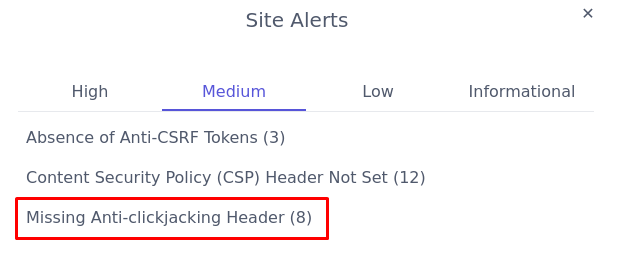 Site Alerts
×
High Medium Low Informational
Absence of Anti-CSRF Tokens (3)
Content Security Policy (CSP) Header Not Set (12)
Missing Anti-clickjacking Header (8)